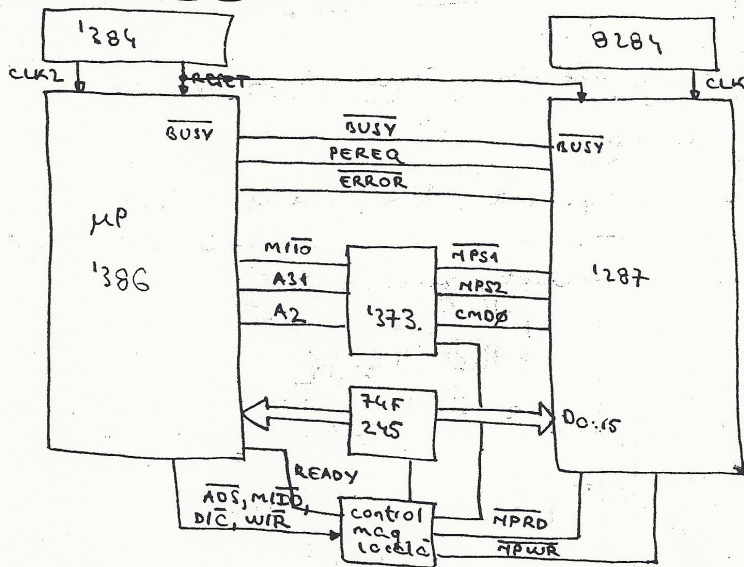 '384
8284
CLK2
RESET
CLK
BUSY
BUSY
BUSY
PEREQ
ERROR
μP
'386
'287
M/IO
NPS1
A31
NPS2
A2
'373.
CMD0
74F
245
D0..15
READY
ADS, M/IO,
D/C, W/R
control
mag
locală
NPRD
NPWR